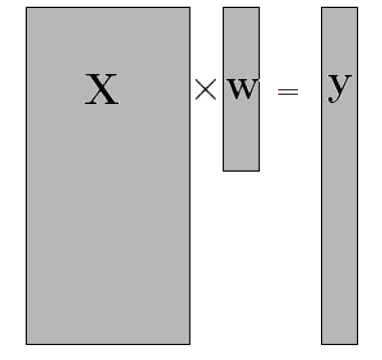 X × w = y